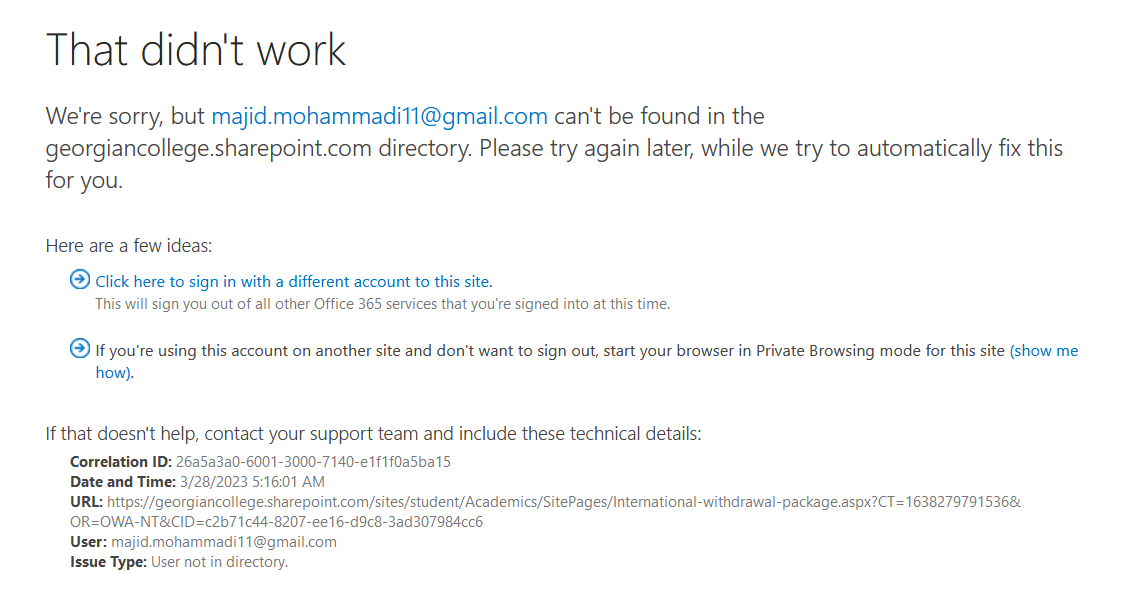 That didn't work
We're sorry, but majid.mohammadi11@gmail.com can't be found in the
georgiancollege.sharepoint.com directory. Please try again later, while we try to automatically fix this
for you.
Here are a few ideas:
Click here to sign in with a different account to this site.
This will sign you out of all other Office 365 services that you're signed into at this time.
If you're using this account on another site and don't want to sign out, start your browser in Private Browsing mode for this site (show me
how).
If that doesn't help, contact your support team and include these technical details:
Correlation ID: 26a5a3a0-6001-3000-7140-e1f1f0a5ba15
Date and Time: 3/28/2023 5:16:01 AM
URL: https://georgiancollege.sharepoint.com/sites/student/Academics/SitePages/International-withdrawal-package.aspx?CT=1638279791536&
OR=OWA-NT&CID=c2b71c44-8207-ee16-d9c8-3ad307984cc6
User: majid.mohammadi11@gmail.com
Issue Type: User not in directory.